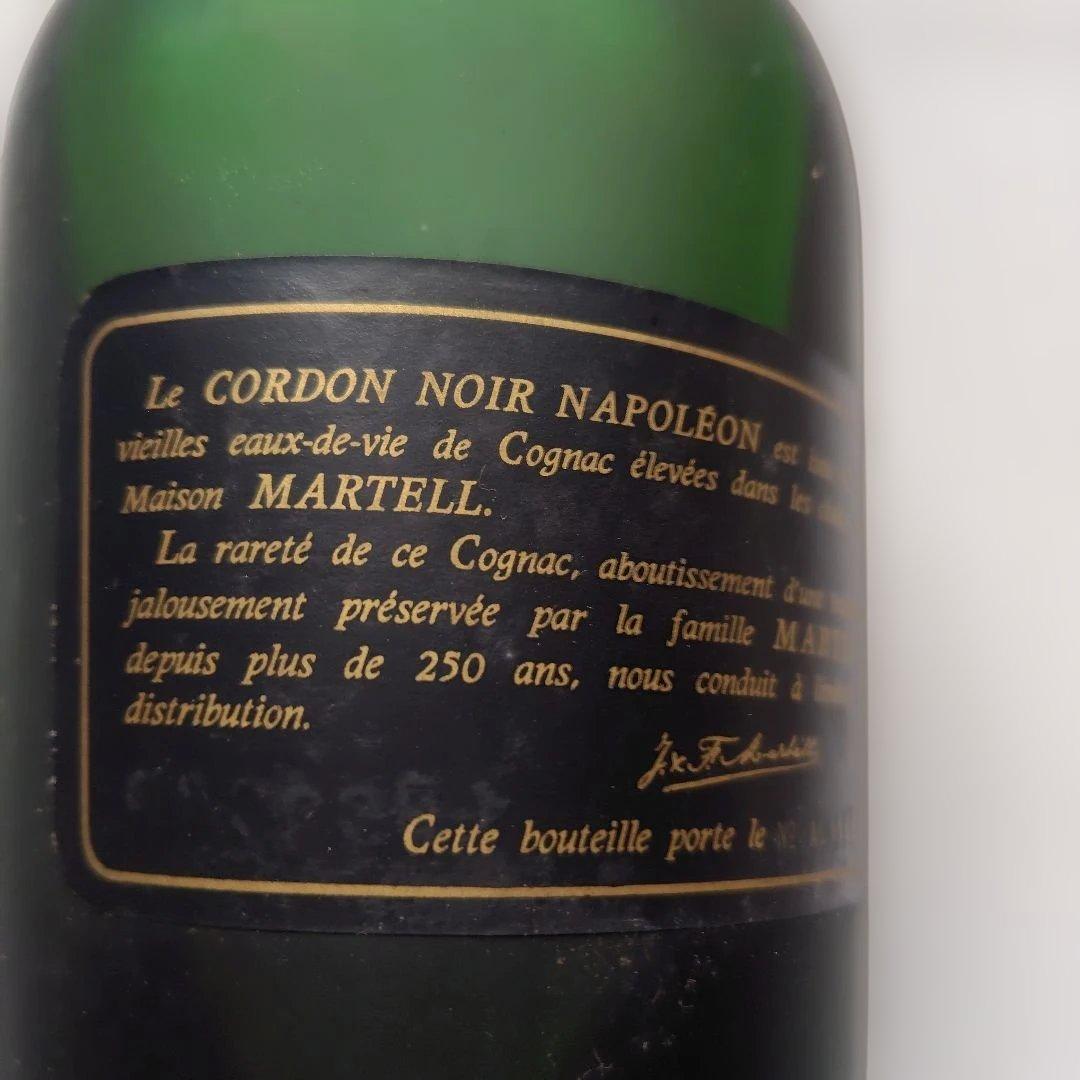 Le CORDON NOIR NAPOLÉON est
vieilles eaux-de-vie de Cognac élevées dans les
Maison MARTELL.
La rareté de ce Cognac, aboutissement d'une
jalousement préservée par la famille
depuis plus de 250 ans, nous conduit à
distribution.
Cette bouteille porte le